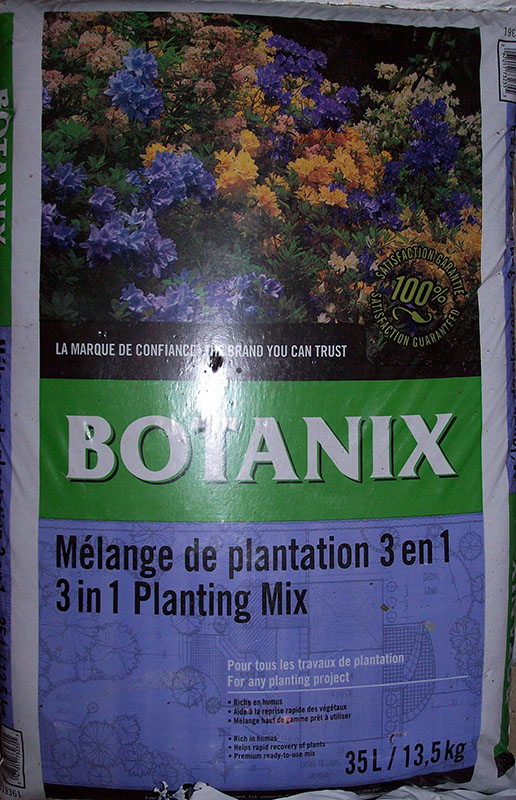 SATISFACTION GARANTIE
100%
SATISFACTION GUARANTEED
LA MARQUE DE CONFIANCE THE BRAND YOU CAN TRUST
BOTANIX
Mélange de plantation 3 en 1
3 in 1 Planting Mix
Pour tous les travaux de plantation
For any planting project
• Riche en humus
• Aide à la reprise rapide des végétaux
• Mélange haut de gamme prêt à utiliser
• Rich in humus
• Helps rapid recovery of plants
• Premium ready-to-use mix
35 L / 13,5 kg
BOTANIX